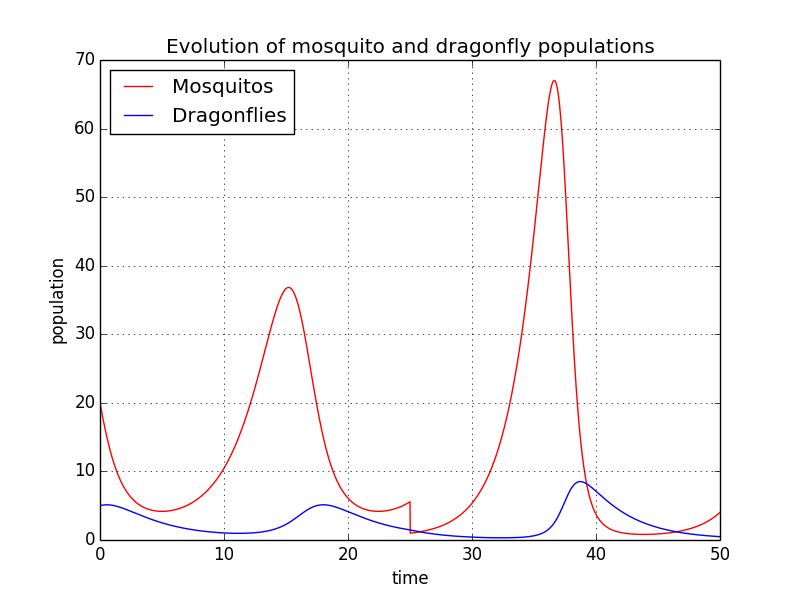 Evolution of mosquito and dragonfly populations
Mosquitos
Dragonflies
70
60
50
40
30
20
10
0
population
0 10 20 30 40 50
time